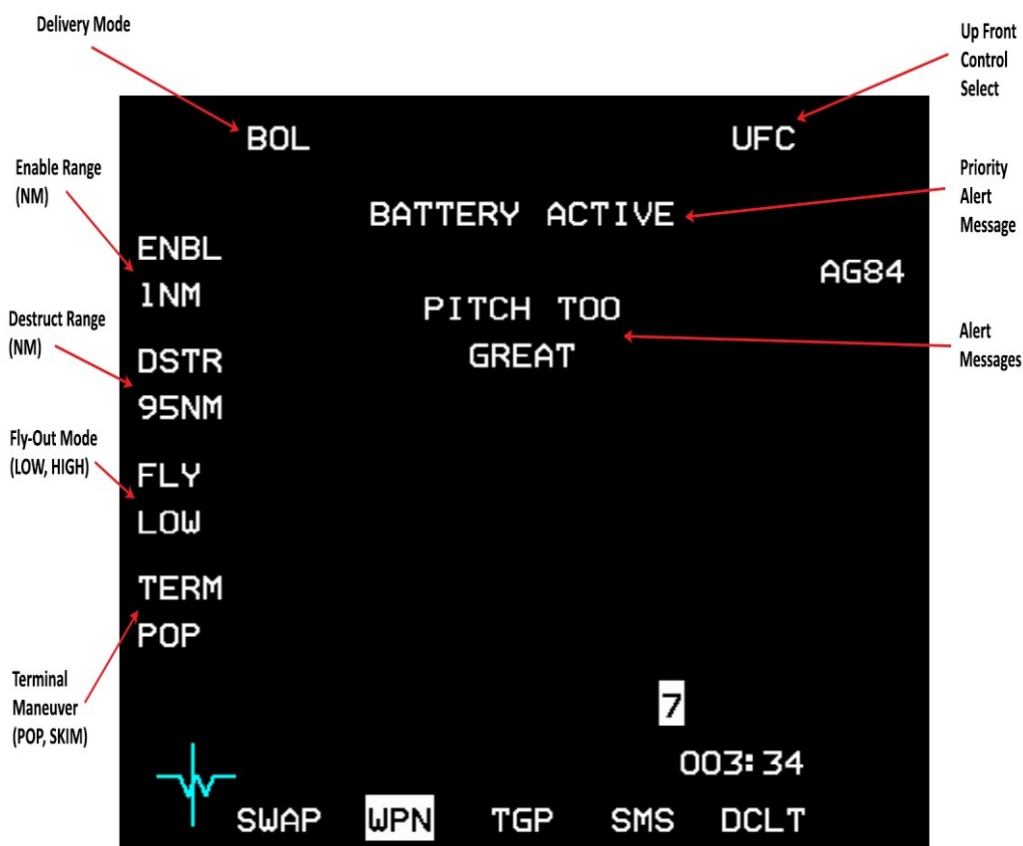 Delivery Mode
Up Front
Control
Select
BOL
UFC
Enable Range
(NM)
Priority
Alert
Message
BATTERY ACTIVE
ENBL
1NM
AG84
PITCH TOO
GREAT
Destruct Range
(NM)
DSTR
95NM
Alert
Messages
Fly-Out Mode
(LOW, HIGH)
FLY
LOW
TERM
POP
Terminal
Maneuver
(POP, SKIM)
7
003:34
SWAP WPN TGP SMS DCLT